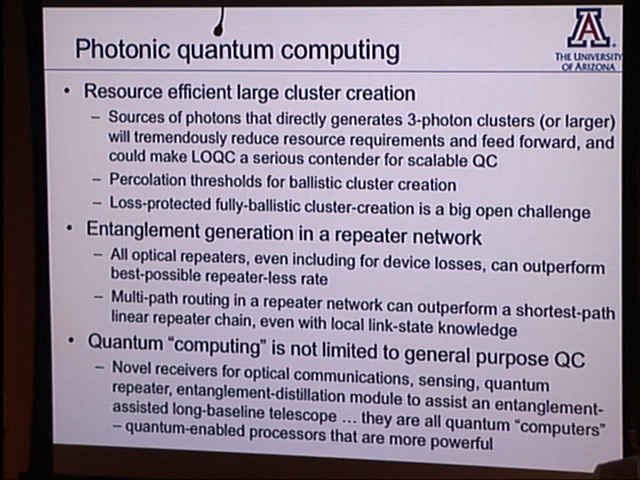 Photonic quantum computing
A
THE UNIVERSITY
OF ARIZONA
• Resource efficient large cluster creation
– Sources of photons that directly generates 3-photon clusters (or larger)
will tremendously reduce resource requirements and feed forward, and
could make LOQC a serious contender for scalable QC
– Percolation thresholds for ballistic cluster creation
– Loss-protected fully-ballistic cluster-creation is a big open challenge
• Entanglement generation in a repeater network
– All optical repeaters, even including for device losses, can outperform
best-possible repeater-less rate
– Multi-path routing in a repeater network can outperform a shortest-path
linear repeater chain, even with local link-state knowledge
• Quantum “computing” is not limited to general purpose QC
– Novel receivers for optical communications, sensing, quantum
repeater, entanglement-distillation module to assist an entanglement-
assisted long-baseline telescope … they are all quantum “computers”
– quantum-enabled processors that are more powerful